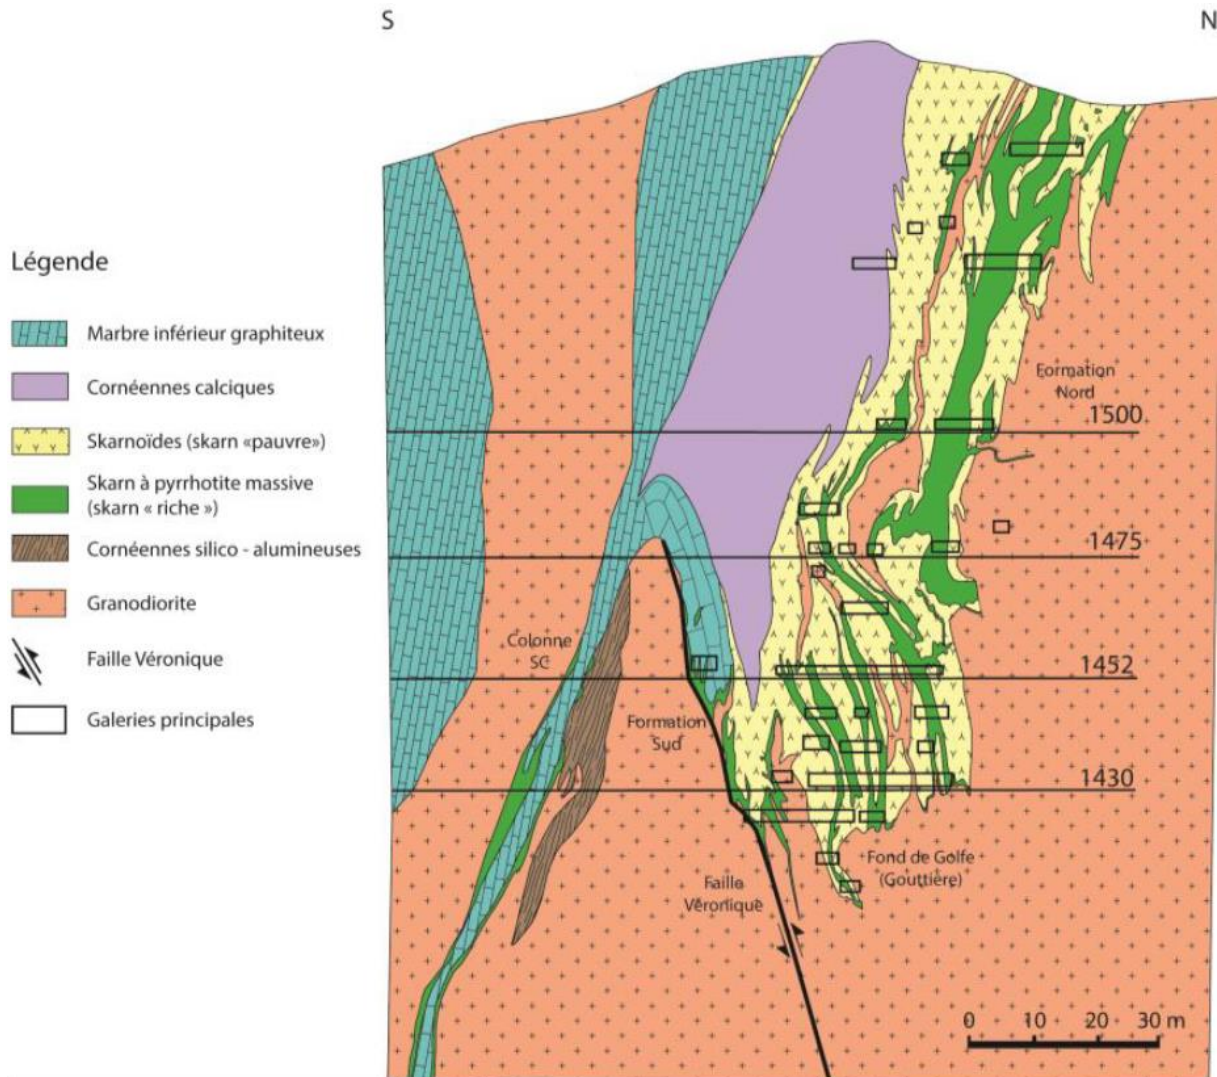 S
N
Légende
Marbre inférieur graphiteux
Cornéennes calciques
Skarnoïdes (skarn «pauvre»)
Skarn à pyrrhotite massive
(skarn « riche »)
Cornéennes silico - alumineuses
Granodiorite
Faille Véronique
Galeries principales
Formation
Nord
1500
1475
Colonne
SC
1452
Formation
Sud
1430
Fond de Golfe
(Gouttière)
Faille
Véronique
0 10 20 30 m